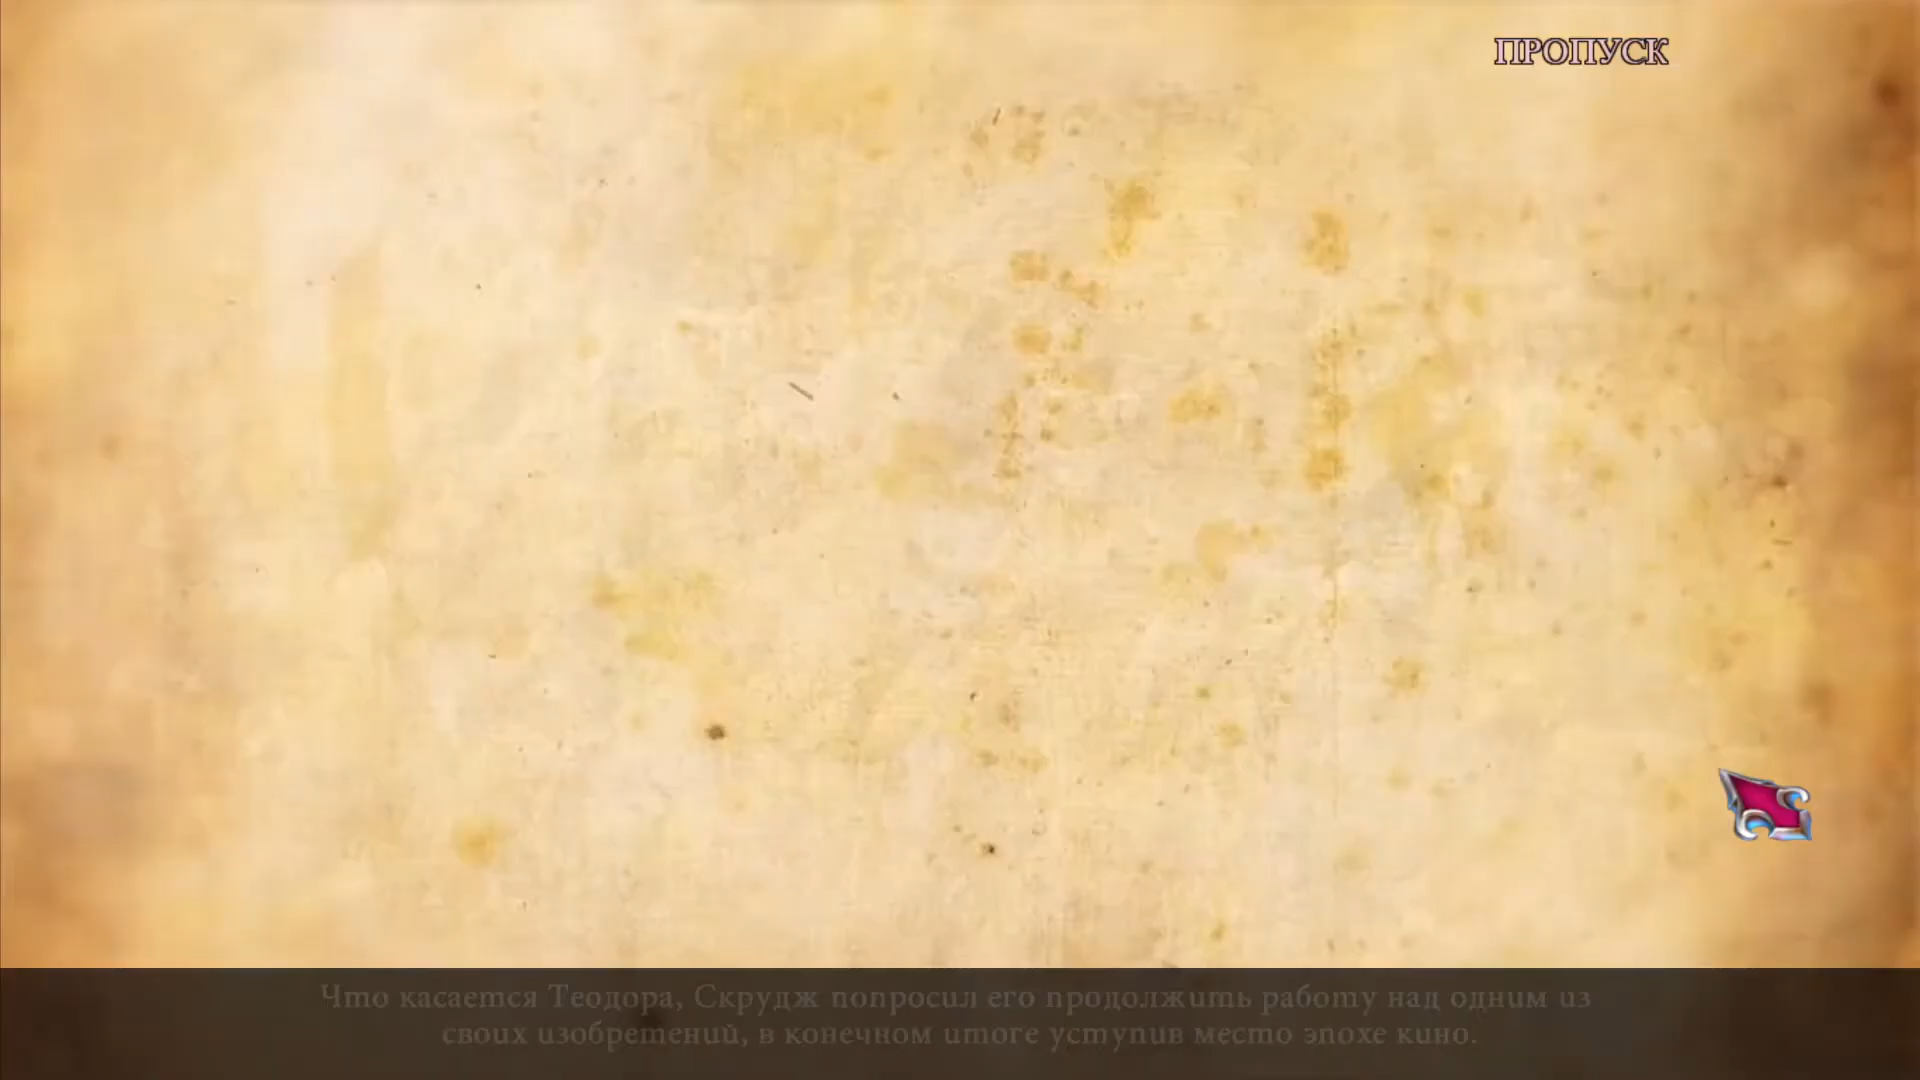 ПРОПУСК
Что касается Теодора, Скрудж попросил его продолжить работу над одним из
своих изобретений, в конечном итоге уступив место эпохе кино.